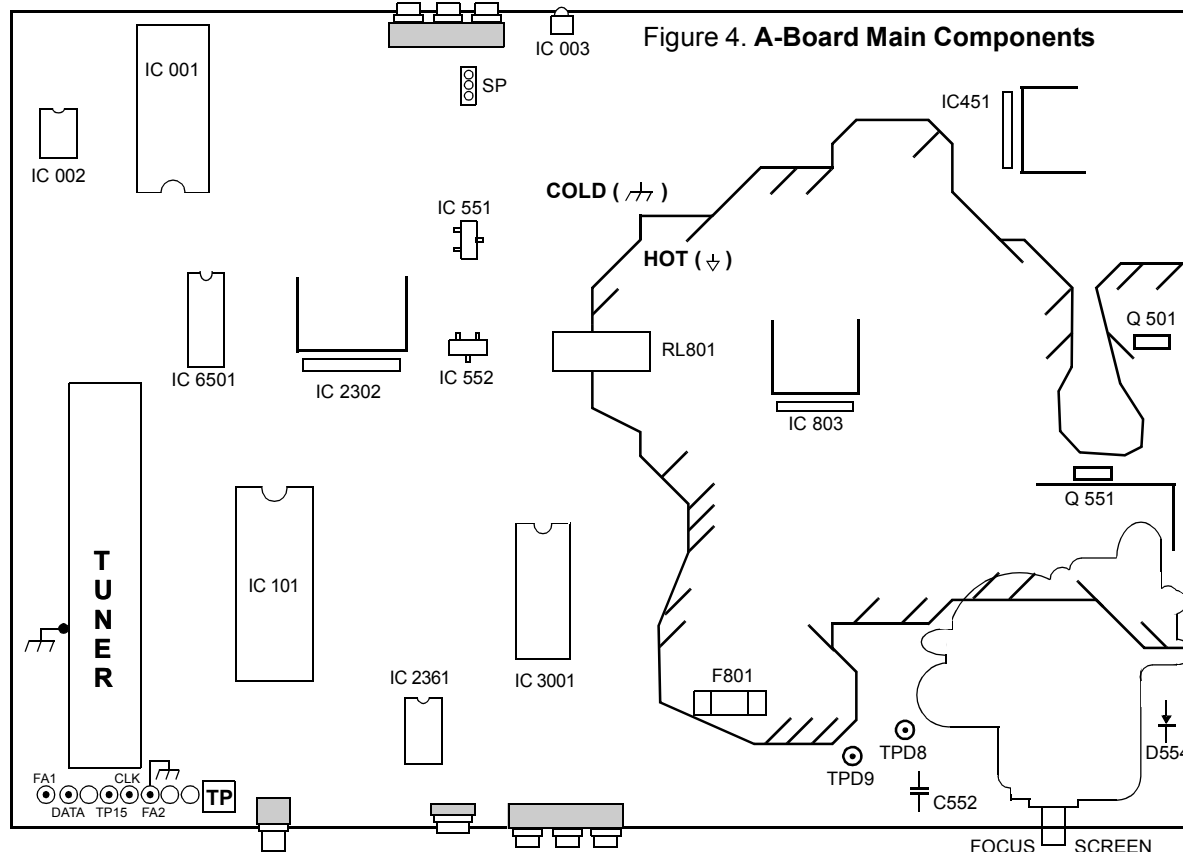 Figure 4. A-Board Main Components
IC 003
IC 001
SP
IC451
IC 002
COLD ( )
IC 551
HOT ( )
Q 501
RL801
IC 6501
IC 2302
IC 552
IC 803
Q 551
TUNER
IC 101
IC 2361
IC 3001
F801
TPD8
TPD9
D554
C552
FA1
CLK
TP
DATA
TP15
FA2
FOCUS
SCREEN